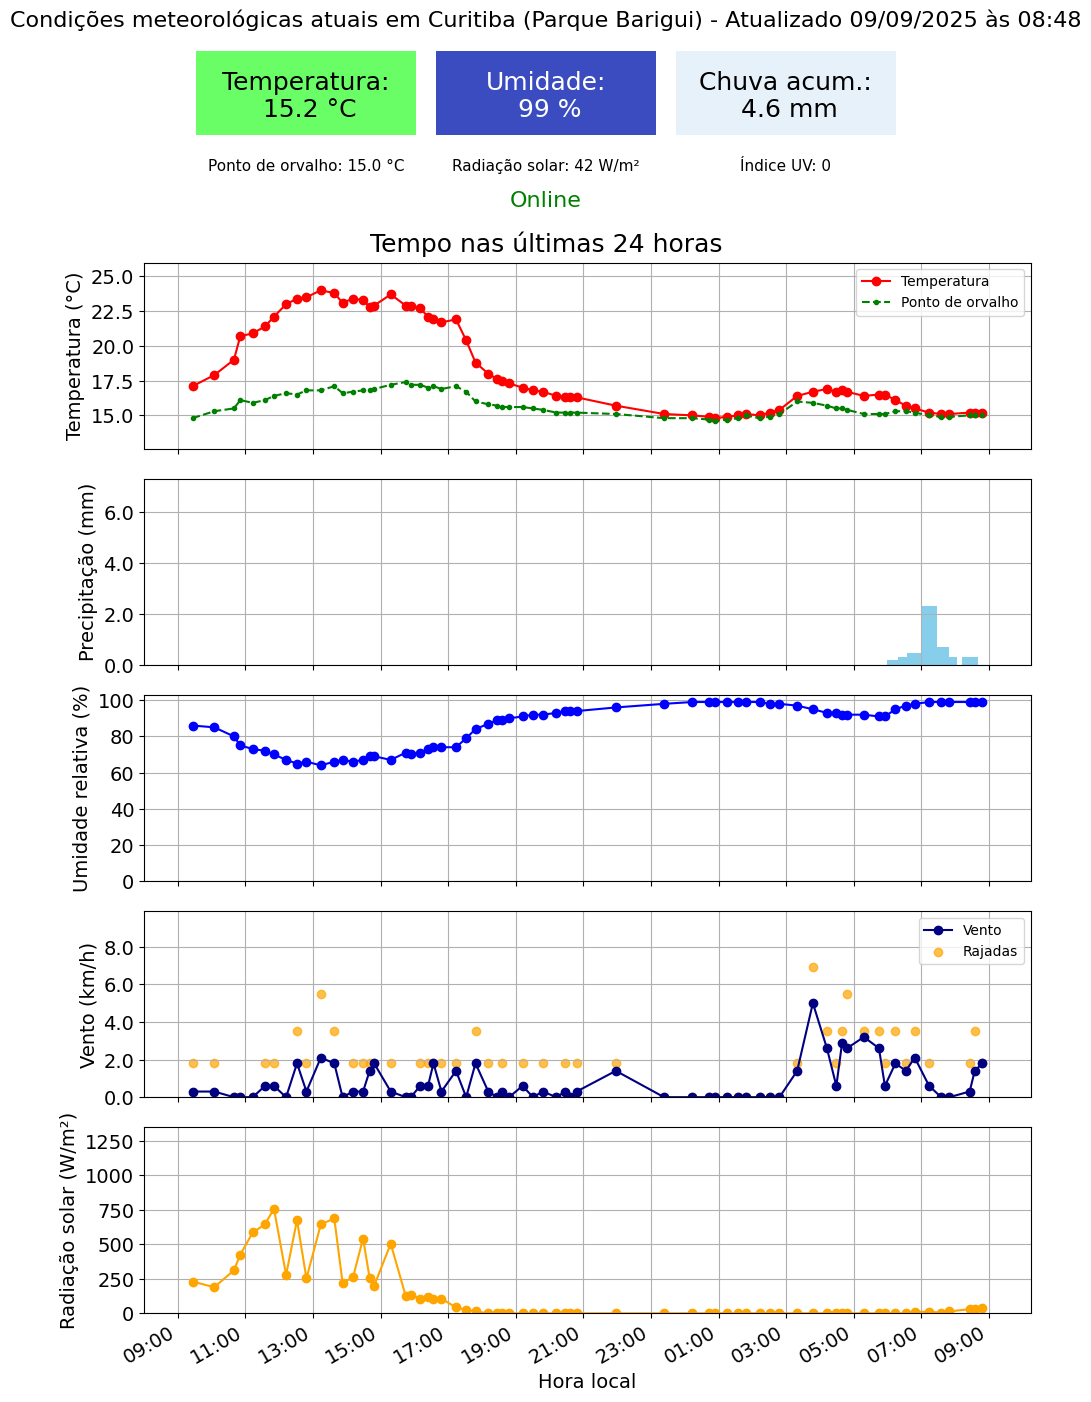 Condições meteorológicas atuais em Curitiba (Parque Barigui) - Atualizado 09/09/2025 às 08:48
Temperatura:
15.2 °C
Umidade:
99 %
Chuva acum.:
4.6 mm
Ponto de orvalho: 15.0 °C
Radiação solar: 42 W/m²
Índice UV: 0
Online
Tempo nas últimas 24 horas
Temperatura (°C)
25.0
22.5
20.0
17.5
15.0
Temperatura
Ponto de orvalho
Precipitação (mm)
6.0
4.0
2.0
0.0
Umidade relativa (%)
100
80
60
40
20
0
Vento (km/h)
8.0
6.0
4.0
2.0
0.0
Vento
Rajadas
Radiação solar (W/m²)
1250
1000
750
500
250
0
09:00
11:00
13:00
15:00
17:00
19:00
21:00
23:00
01:00
03:00
05:00
07:00
09:00
Hora local